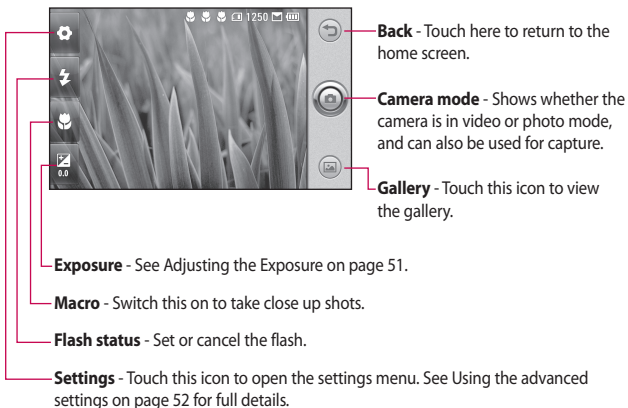 1250
0.0
Back - Touch here to return to the
home screen.
Camera mode - Shows whether the
camera is in video or photo mode,
and can also be used for capture.
Gallery - Touch this icon to view
the gallery.
Exposure - See Adjusting the Exposure on page 51.
Macro - Switch this on to take close up shots.
Flash status - Set or cancel the flash.
Settings - Touch this icon to open the settings menu. See Using the advanced
settings on page 52 for full details.